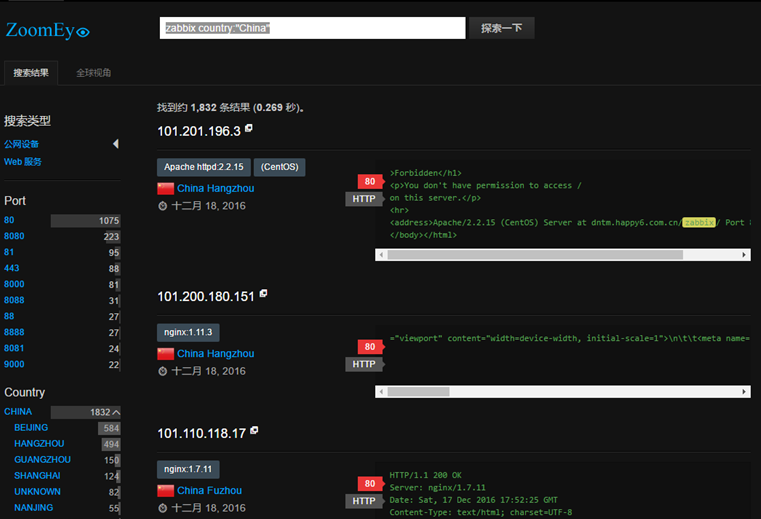 ZoomEye
zabbix country:"China"
探索一下
搜索结果
全球视角
找到约 1,832 条结果 (0.269 秒)。
搜索类型
公网设备
Web 服务
Port
80 1075
8080 223
81 95
443 88
8000 81
8088 31
88 27
8888 27
8081 24
9000 22
Country
CHINA 1832
BEIJING 584
HANGZHOU 494
GUANGZHOU 150
SHANGHAI 124
UNKNOWN 82
NANJING 55
101.201.196.3
Apache httpd:2.2.15
(CentOS)
China Hangzhou
十二月 18, 2016
80
HTTP
>Forbidden</h1>
<p>You don't have permission to access /
on this server.</p>
<hr>
<address>Apache/2.2.15 (CentOS) Server at dntm.happy6.com.cn/zabbix/ Port
</body></html>
101.200.180.151
nginx:1.11.3
China Hangzhou
十二月 18, 2016
80
HTTP
="viewport" content="width=device-width, initial-scale=1">\n\t\t<meta name=
101.110.118.17
nginx:1.7.11
China Fuzhou
十二月 18, 2016
80
HTTP
HTTP/1.1 200 OK
Server: nginx/1.7.11
Date: Sat, 17 Dec 2016 17:52:25 GMT
Content-Type: text/html; charset=UTF-8